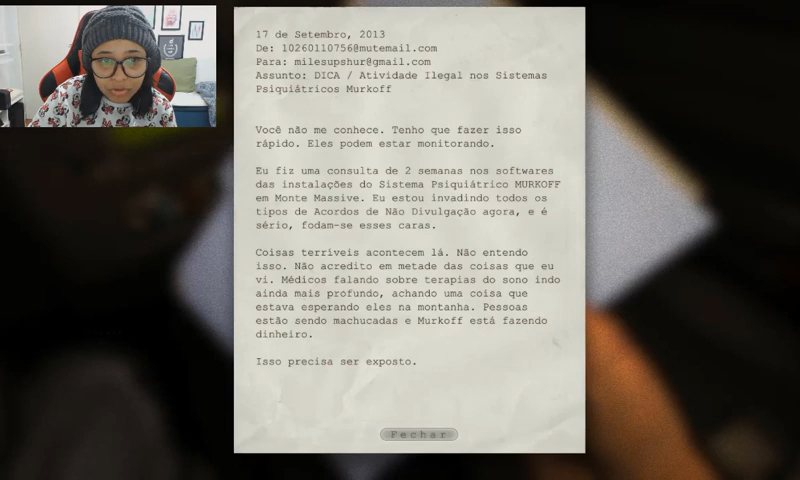 17 de Setembro, 2013
De: 10260110756@mutemail.com
Para: milesupshur@gmail.com
Assunto: DICA / Atividade Ilegal nos Sistemas
Psiquiátricos Murkoff
Você não me conhece. Tenho que fazer isso
rápido. Eles podem estar monitorando.
Eu fiz uma consulta de 2 semanas nos softwares
das instalações do Sistema Psiquiátrico MURKOFF
em Monte Massive. Eu estou invadindo todos os
tipos de Acordos de Não Divulgação agora, e é
sério, fodam-se esses caras.
Coisas terríveis acontecem lá. Não entendo
isso. Não acredito em metade das coisas que eu
vi. Médicos falando sobre terapias do sono indo
ainda mais profundo, achando uma coisa que
estava esperando eles na montanha. Pessoas
estão sendo machucadas e Murkoff está fazendo
dinheiro.
Isso precisa ser exposto.
Fechar